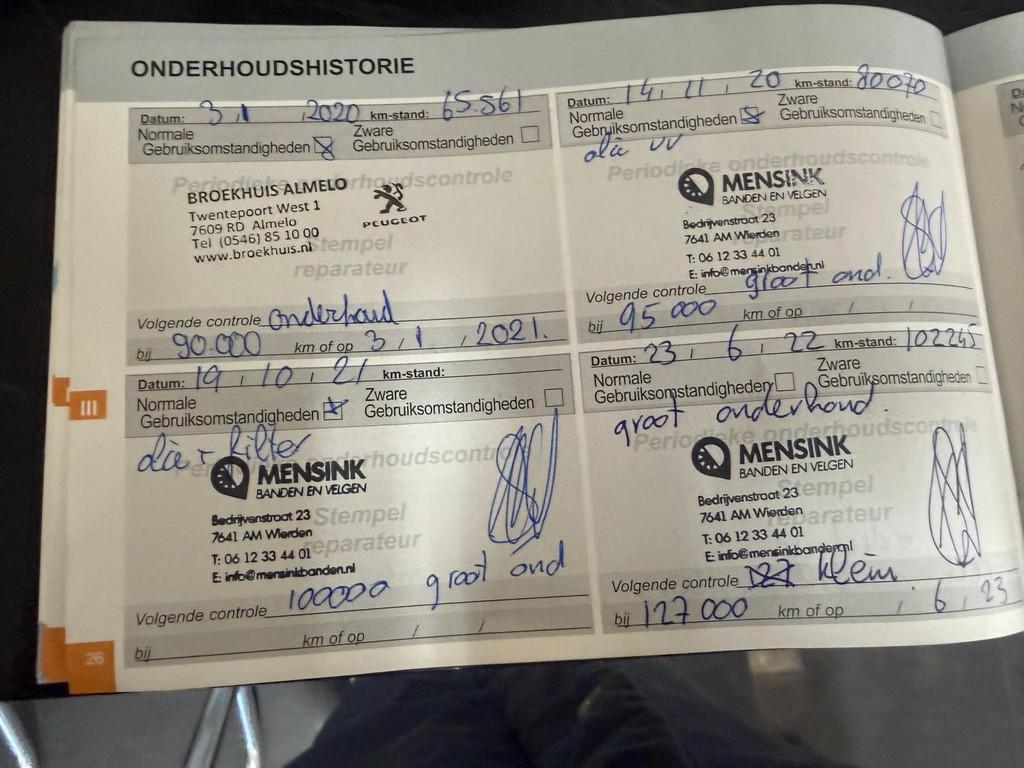 ONDERHOUDSHISTORIE
Datum: 3, 1, 2020 km-stand: 65.561
Normale Gebruiksomstandigheden
Zware Gebruiksomstandigheden
Periodieke onderhoudscontrole
BROEKHUIS ALMELO
Twentepoort West 1
7609 RD Almelo
Tel (0546) 85 10 00
www.broekhuis.nl
PEUGEOT
Stempel
reparateur
Volgende controle onderhoud
bij 90.000 km of op 3, 1, 2021.
Datum: 14, 11, 20 km-stand: 80070
Normale Gebruiksomstandigheden
Zware Gebruiksomstandigheden
Periodieke onderhoudscontrole
MENSINK
BANDEN EN VELGEN
Bedrijvenstraat 23
7641 AM Wierden
T: 06 12 33 44 01
E: info@mensinkbanden.nl
Stempel
reparateur
Volgende controle groot ond.
bij 95000 km of op / /
Datum: 19, 10, 21 km-stand:
Normale Gebruiksomstandigheden
Zware Gebruiksomstandigheden
filter
Periodieke onderhoudscontrole
MENSINK
BANDEN EN VELGEN
Bedrijvenstraat 23
7641 AM Wierden
T: 06 12 33 44 01
E: info@mensinkbanden.nl
Stempel
reparateur
Volgende controle 100000 groot ond
bij km of op / /
Datum: 23, 6, 22 km-stand: 102245
Normale Gebruiksomstandigheden
Zware Gebruiksomstandigheden
groot onderhoud.
Periodieke onderhoudscontrole
MENSINK
BANDEN EN VELGEN
Bedrijvenstraat 23
7641 AM Wierden
T: 06 12 33 44 01
E: info@mensinkbanden.nl
Stempel
reparateur
Volgende controle klein
bij 127000 km of op , 6, 23
III
26